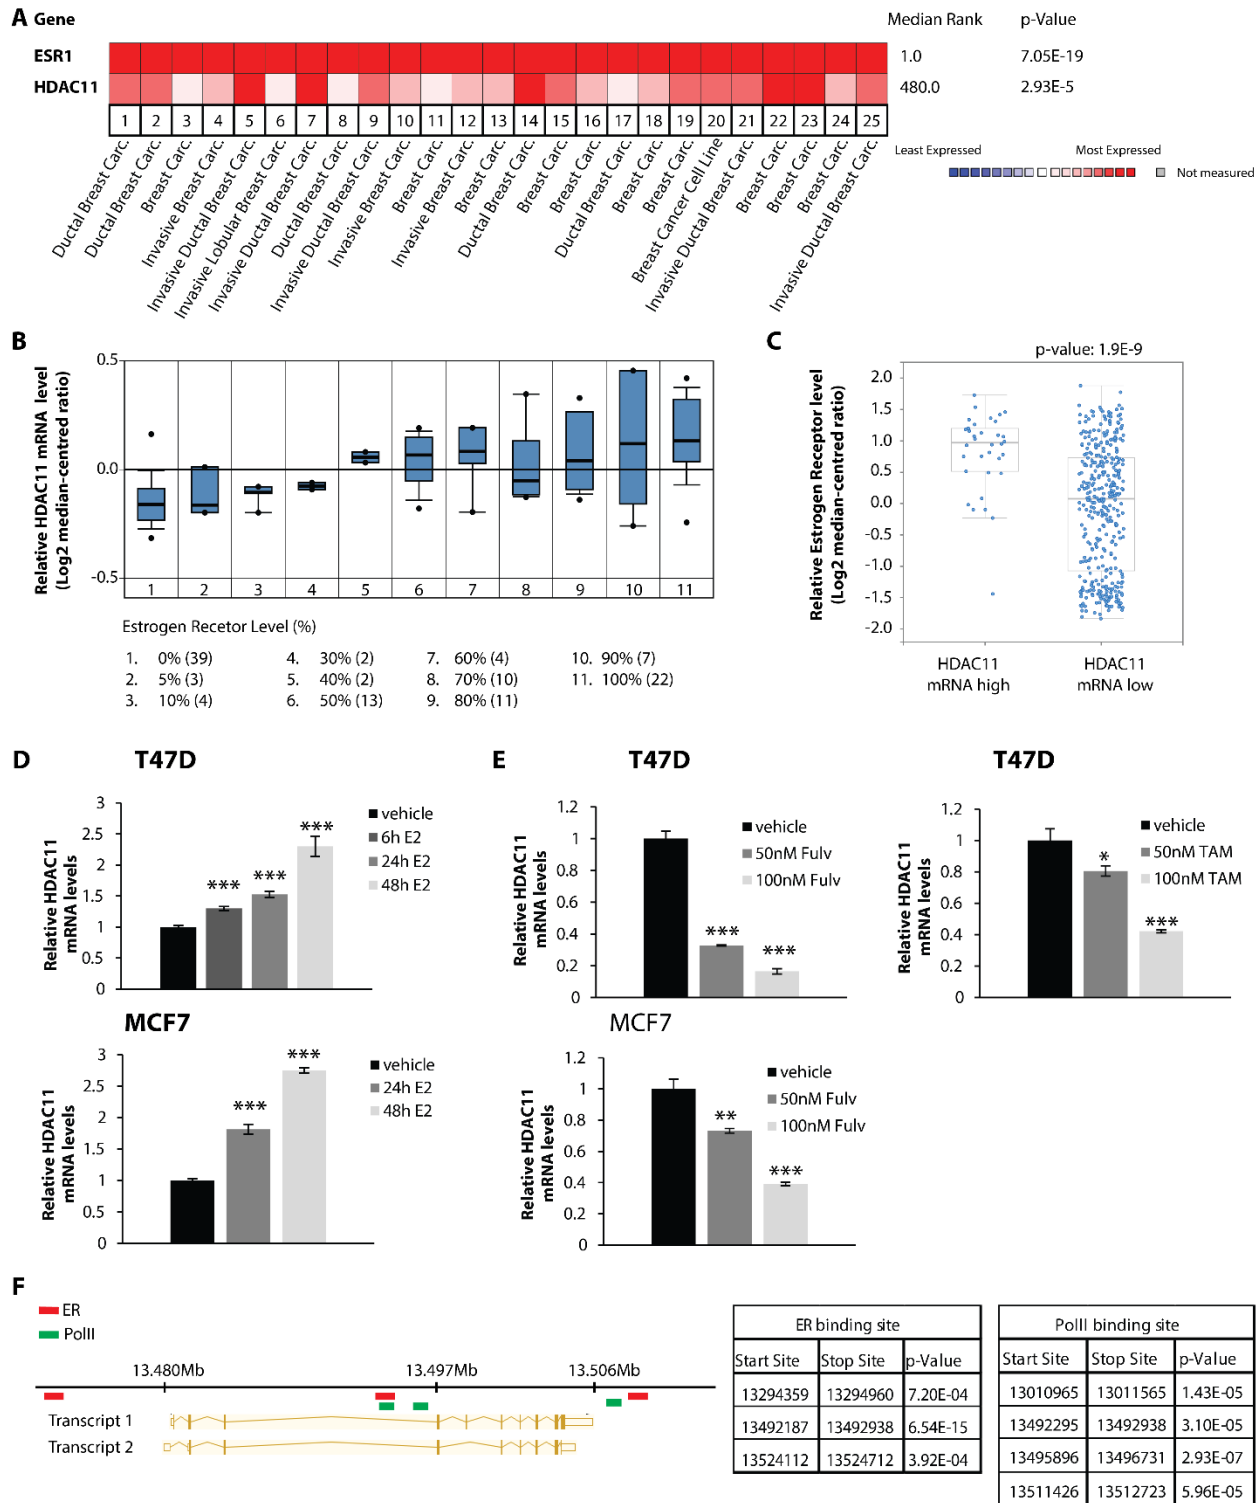 A Gene Median Rank p-Value
ESR1 1.0 7.05E-19
HDAC11 480.0 2.93E-5
1 2 3 4 5 6 7 8 9 10 11 12 13 14 15 16 17 18 19 20 21 22 23 24 25
Ductal Breast Carc.
Ductal Breast Carc.
Breast Carc.
Invasive Breast Carc.
Invasive Ductal Breast Carc.
Invasive Lobular Breast Carc.
Invasive Ductal Breast Carc.
Ductal Breast Carc.
Invasive Ductal Breast Carc.
Invasive Breast Carc.
Breast Carc.
Invasive Breast Carc.
Breast Carc.
Ductal Breast Carc.
Breast Carc.
Breast Carc.
Ductal Breast Carc.
Breast Carc.
Breast Carc.
Breast Cancer Cell Line
Invasive Ductal Breast Carc.
Breast Carc.
Breast Carc.
Breast Carc.
Invasive Ductal Breast Carc.
Least Expressed Most Expressed
Not measured
B
Relative HDAC11 mRNA level
(Log2 median-centred ratio)
0.5
0.0
-0.5
1 2 3 4 5 6 7 8 9 10 11
Estrogen Recetor Level (%)
1. 0% (39) 4. 30% (2) 7. 60% (4) 10. 90% (7)
2. 5% (3) 5. 40% (2) 8. 70% (10) 11. 100% (22)
3. 10% (4) 6. 50% (13) 9. 80% (11)
C
p-value: 1.9E-9
Relative Estrogen Receptor level
(Log2 median-centred ratio)
2.0
1.5
1.0
0.5
0.0
-0.5
-1.0
-1.5
-2.0
HDAC11
mRNA high
HDAC11
mRNA low
D T47D
Relative HDAC11
mRNA levels
3
2.5
2
1.5
1
0.5
0
***
***
***
vehicle
6h E2
24h E2
48h E2
MCF7
Relative HDAC11
mRNA levels
3
2.5
2
1.5
1
0.5
0
***
***
vehicle
24h E2
48h E2
E T47D
Relative HDAC11
mRNA levels
1.2
1
0.8
0.6
0.4
0.2
0
***
***
vehicle
50nM Fulv
100nM Fulv
T47D
Relative HDAC11
mRNA levels
1.2
1
0.8
0.6
0.4
0.2
0
*
***
vehicle
50nM TAM
100nM TAM
MCF7
Relative HDAC11
mRNA levels
1.2
1
0.8
0.6
0.4
0.2
0
**
***
vehicle
50nM Fulv
100nM Fulv
F
ER
PolII
13.480Mb 13.497Mb 13.506Mb
Transcript 1
Transcript 2
ER binding site
Start Site Stop Site p-Value
13294359 13294960 7.20E-04
13492187 13492938 6.54E-15
13524112 13524712 3.92E-04
PolII binding site
Start Site Stop Site p-Value
13010965 13011565 1.43E-05
13492295 13492938 3.10E-05
13495896 13496731 2.93E-07
13511426 13512723 5.96E-05